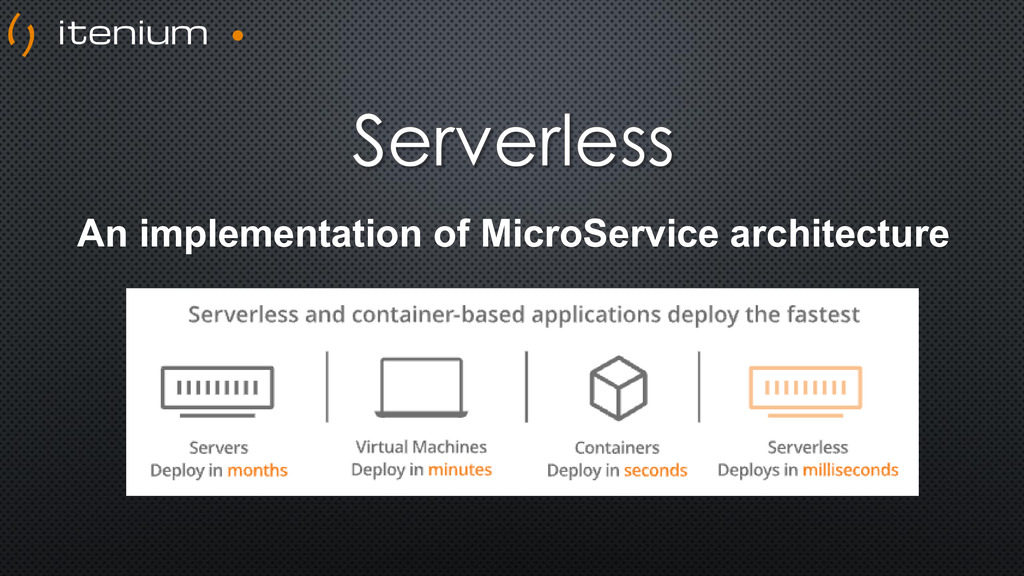 itenium
Serverless
An implementation of MicroService architecture
Serverless and container-based applications deploy the fastest
Servers
Deploy in months
Virtual Machines
Deploy in minutes
Containers
Deploy in seconds
Serverless
Deploys in milliseconds